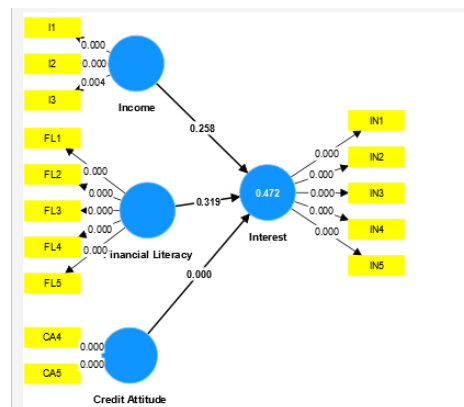 I1
0.000
I2
0.000
0.004
I3
Income
0.258
FL1
0.000
FL2
0.000
FL3
0.000
0.000
FL4
0.000
FL5
Financial Literacy
0.319
CA4
0.000
0.000
CA5
Credit Attitude
0.000
0.472
Interest
IN1
0.000
IN2
0.000
0.000
IN3
0.000
IN4
0.000
IN5